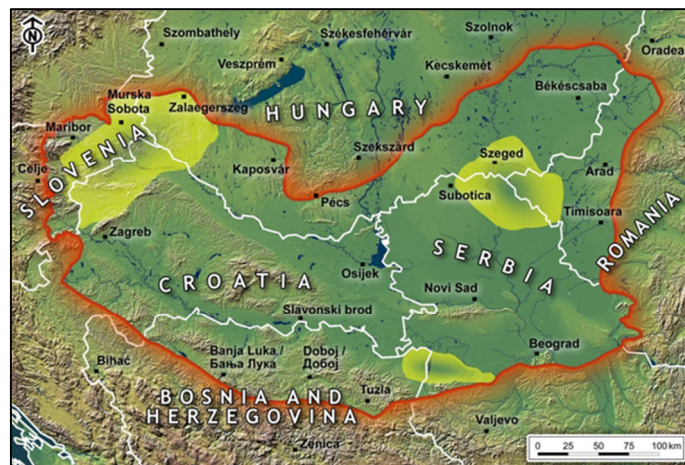 N
Szombathely
Székesfehérvár
Szolnok
Oradea
Veszprém
Kecskemét
Murska
Sobota
Zalaegerszeg
HUNGARY
Békéscsaba
Maribor
SLOVENIA
Celje
Kaposvár
Szekszárd
Szeged
Arad
Pécs
Subotica
ROMANIA
Timisoara
Zagreb
SERBIA
CROATIA
Osijek
Novi Sad
Slavonski brod
Beograd
Bihać
Banja Luka /
Бања Лука
Doboj /
Добој
BOSNIA AND
HERZEGOVINA
Tuzla
Valjevo
Zenica
0 25 50 75 100 km